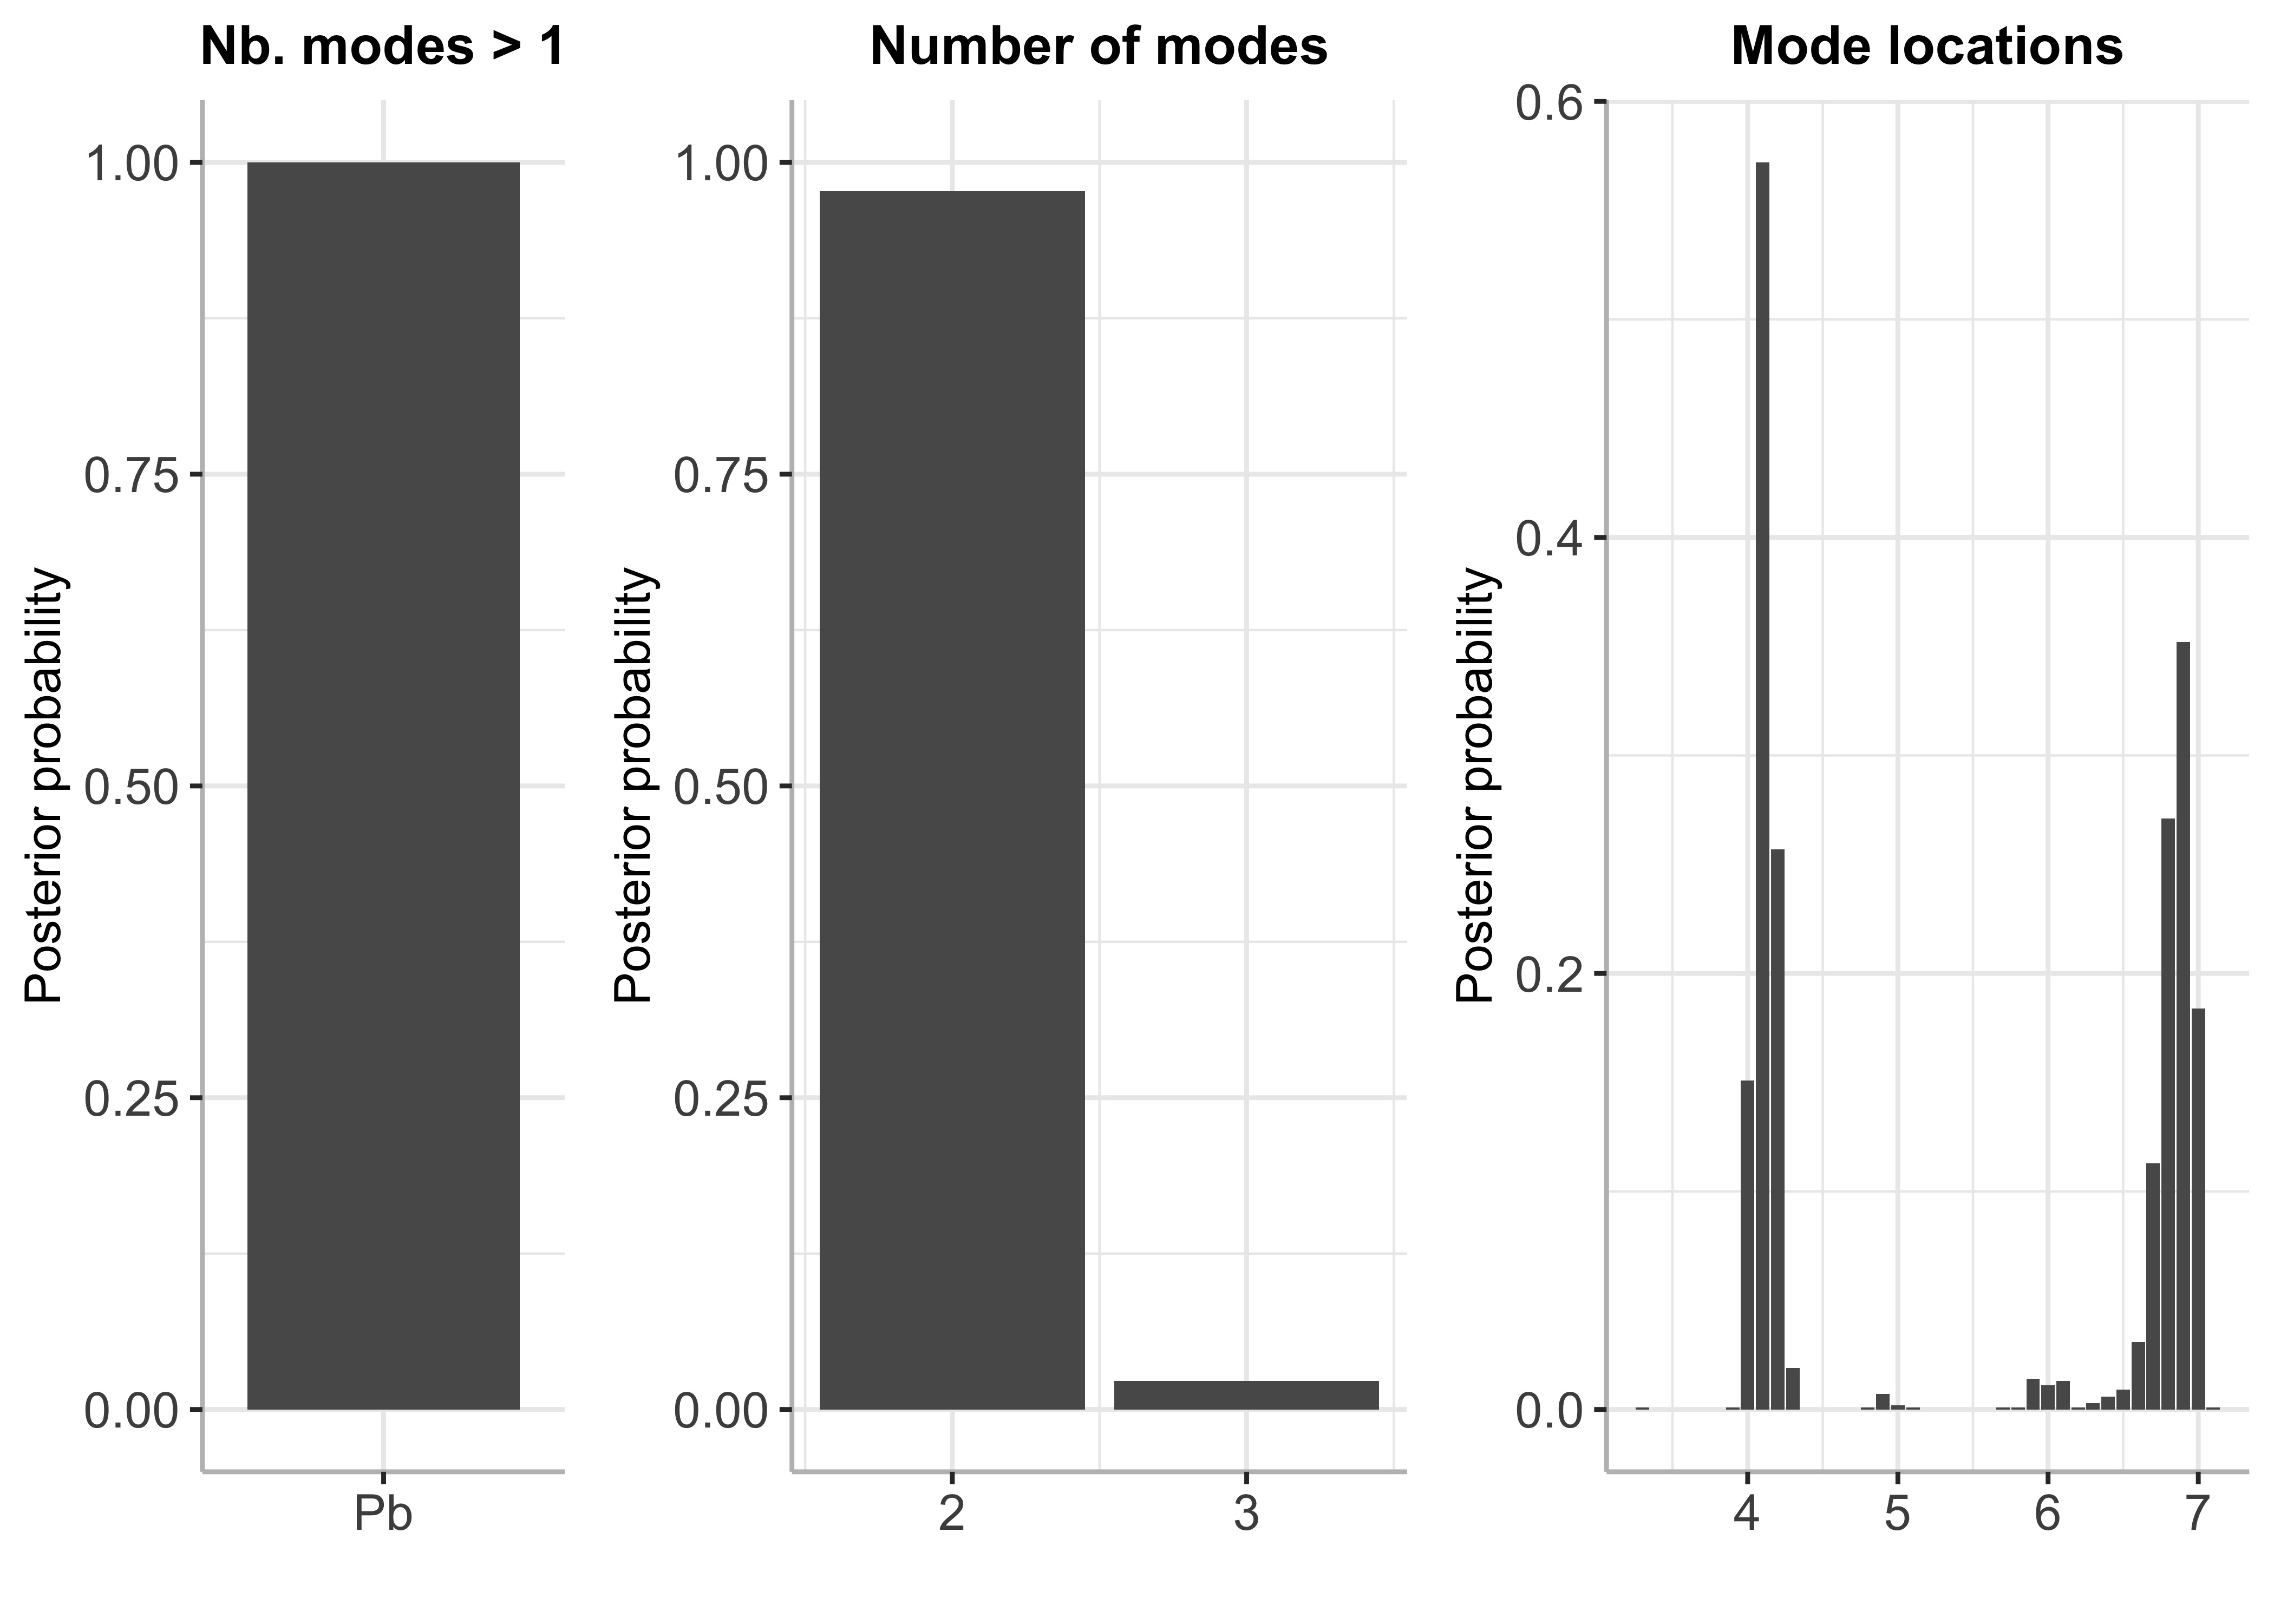 Nb. modes > 1
Number of modes
Mode locations
Posterior probability
1.00
0.75
0.50
0.25
0.00
Pb
Posterior probability
1.00
0.75
0.50
0.25
0.00
2
3
Posterior probability
0.6
0.4
0.2
0.0
4
5
6
7